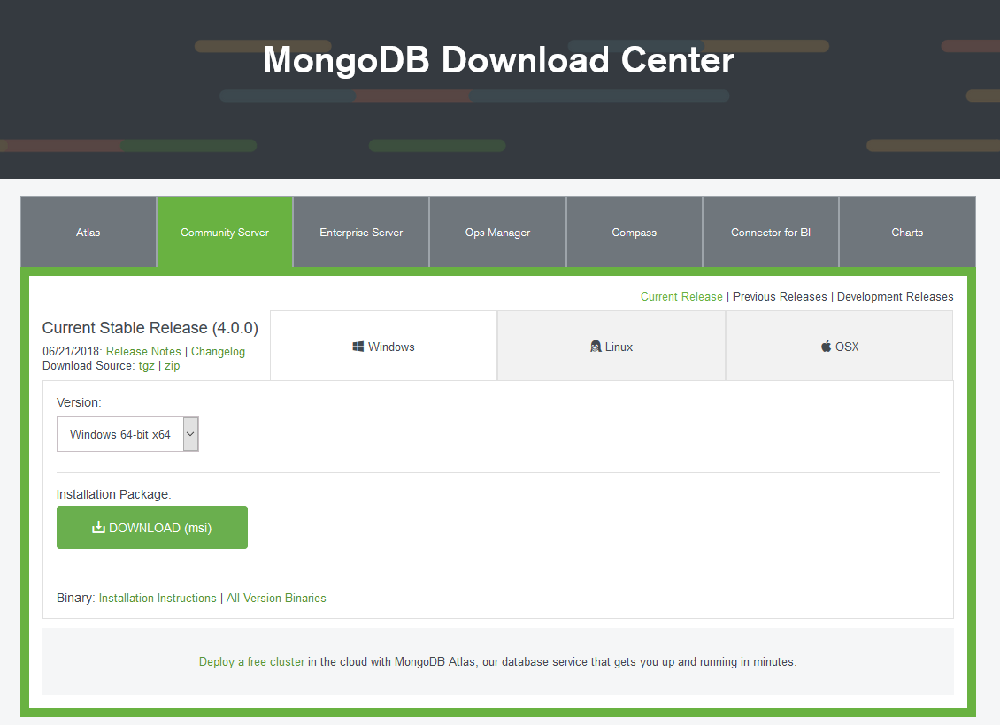 MongoDB Download Center
Atlas
Community Server
Enterprise Server
Ops Manager
Compass
Connector for BI
Charts
Current Release | Previous Releases | Development Releases
Current Stable Release (4.0.0)
06/21/2018: Release Notes | Changelog
Download Source: tgz | zip
Windows
Linux
OSX
Version:
Windows 64-bit x64
Installation Package:
DOWNLOAD (msi)
Binary: Installation Instructions | All Version Binaries
Deploy a free cluster in the cloud with MongoDB Atlas, our database service that gets you up and running in minutes.